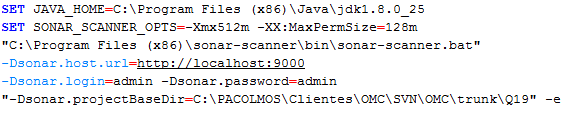 SET JAVA_HOME=C:\Program Files (x86)\Java\jdk1.8.0_25
SET SONAR_SCANNER_OPTS=-Xmx512m -XX:MaxPermSize=128m
"C:\Program Files (x86)\sonar-scanner\bin\sonar-scanner.bat"
-Dsonar.host.url=http://localhost:9000
-Dsonar.login=admin -Dsonar.password=admin
"-Dsonar.projectBaseDir=C:\PACOLMOS\Clientes\OMC\SVN\OMC\trunk\Q19" -e